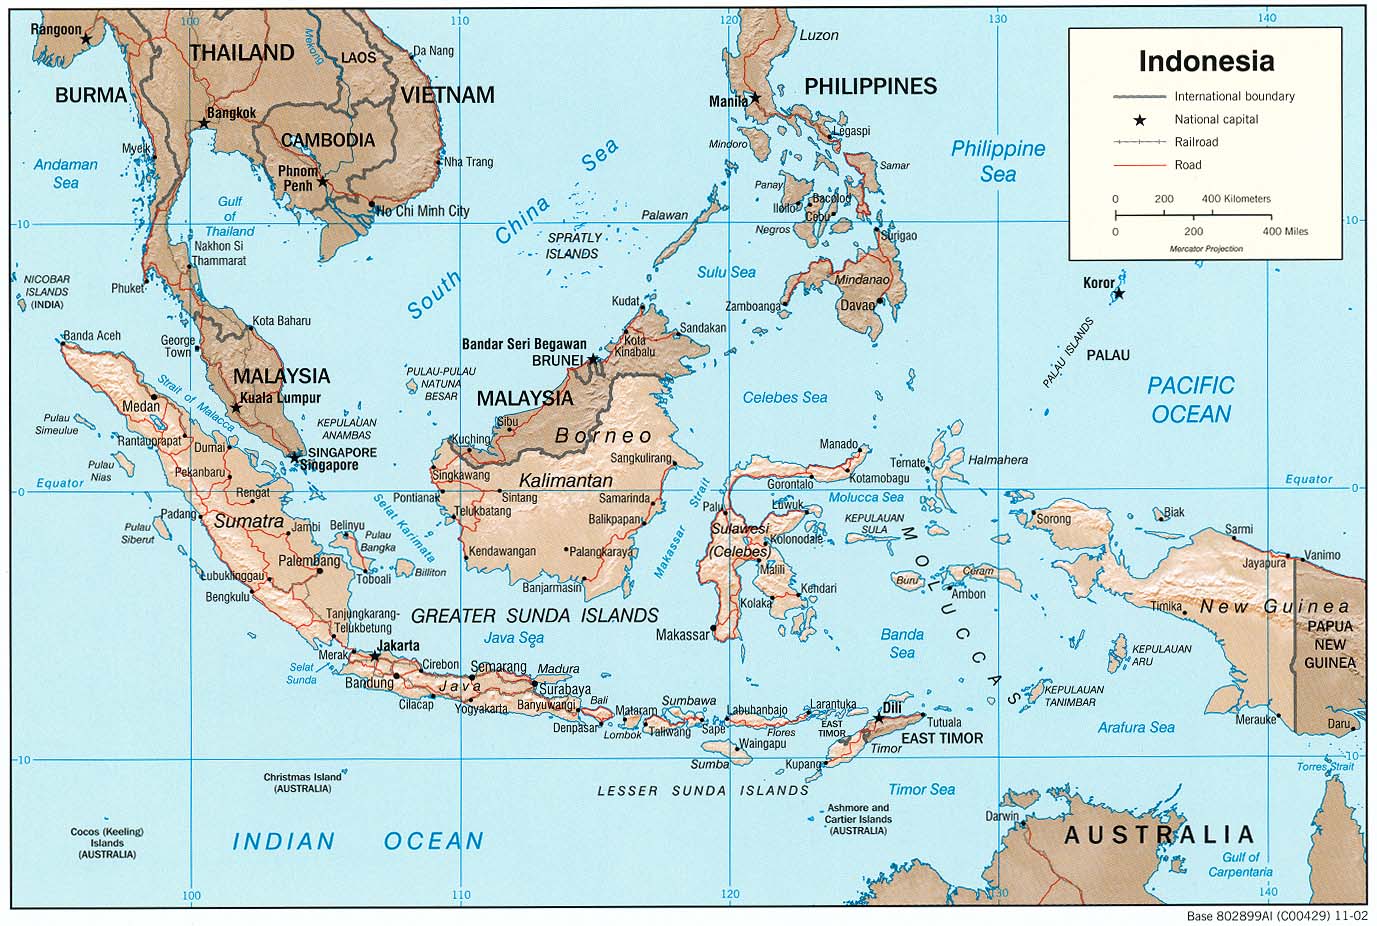 100
110
120
130
140
Rangoon
THAILAND
LAOS
Mekong
Da Nang
BURMA
VIETNAM
Bangkok
CAMBODIA
Myeik
Andaman
Sea
Phnom
Penh
Nha Trang
Gulf
of
Thailand
Ho Chi Minh City
10
Nakhon Si
Thammarat
NICOBAR
ISLANDS
(INDIA)
Phuket
South China Sea
SPRATLY
ISLANDS
Luzon
PHILIPPINES
Manila
Legaspi
Mindoro
Samar
Panay
Iloilo
Bacolod
Cebu
Negros
Palawan
Surigao
Sulu Sea
Mindanao
Zamboanga
Davao
Philippine
Sea
Indonesia
International boundary
National capital
Railroad
Road
0 200 400 Kilometers
0 200 400 Miles
Mercator Projection
10
Koror
PALAU ISLANDS
PALAU
PACIFIC
OCEAN
Banda Aceh
George
Town
Kota Baharu
MALAYSIA
Kuala Lumpur
Strait of Malacca
Medan
Pulau
Simeulue
Rantauprapat
Dumai
Pulau
Nias
Pekanbaru
KEPULAUAN
ANAMBAS
SINGAPORE
Singapore
PULAU-PULAU
NATUNA
BESAR
Kudat
Bandar Seri Begawan
BRUNEI
Kota
Kinabalu
Sandakan
MALAYSIA
Sibu
Kuching
Borneo
Celebes Sea
Equator
0
Rengat
Padang
Sumatra
Pulau
Siberut
Jambi
Belinyu
Pulau
Bangka
Palembang
Toboali
Billiton
Lubuklinggau
Bengkulu
Selat Karimata
Singkawang
Pontianak
Telukbatang
Kalimantan
Sintang
Sangkulirang
Samarinda
Balikpapan
Kendawangan
Palangkaraya
Banjarmasin
Makassar Strait
Manado
Gorontalo
Kotamobagu
Ternate
Halmahera
Molucca Sea
Palu
Luwuk
Sulawesi
(Celebes)
Kolonodale
Malili
Kendari
Kolaka
Makassar
KEPULAUAN
SULA
MOLUCCAS
Buru
Ceram
Ambon
Equator
0
Sorong
Biak
Sarmi
Vanimo
Jayapura
Timika
New Guinea
PAPUA
NEW
GUINEA
Tanjungkarang-
Telukbetung
GREATER SUNDA ISLANDS
Java Sea
Banda
Sea
KEPULAUAN
ARU
Merak
Jakarta
Selat
Sunda
Bandung
Cirebon
Semarang
Madura
Java
Surabaya
Cilacap
Yogyakarta
Banyuwangi
Bali
Denpasar
Mataram
Lombok
Sumbawa
Taliwang
Sape
Labuhanbajo
Flores
Larantuka
Waingapu
Sumba
EAST
TIMOR
Dili
Tutuala
EAST TIMOR
Timor
Kupang
KEPULAUAN
TANIMBAR
Arafura Sea
Merauke
Daru
10
10
Torres Strait
Christmas Island
(AUSTRALIA)
LESSER SUNDA ISLANDS
Timor Sea
Ashmore and
Cartier Islands
(AUSTRALIA)
Cocos (Keeling)
Islands
(AUSTRALIA)
INDIAN OCEAN
Darwin
AUSTRALIA
Gulf of
Carpentaria
100
110
120
130
140
Base 802899AI (C00429) 11-02